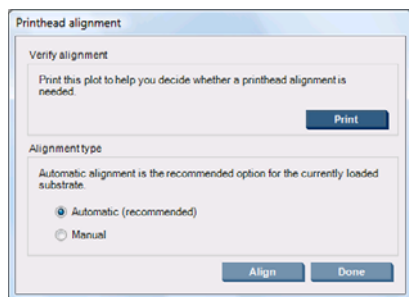 Printhead alignment
Verify alignment
Print this plot to help you decide whether a printhead alignment is
needed.
Print
Alignment type
Automatic alignment is the recommended option for the currently loaded
substrate.
Automatic (recommended)
Manual
Align
Done